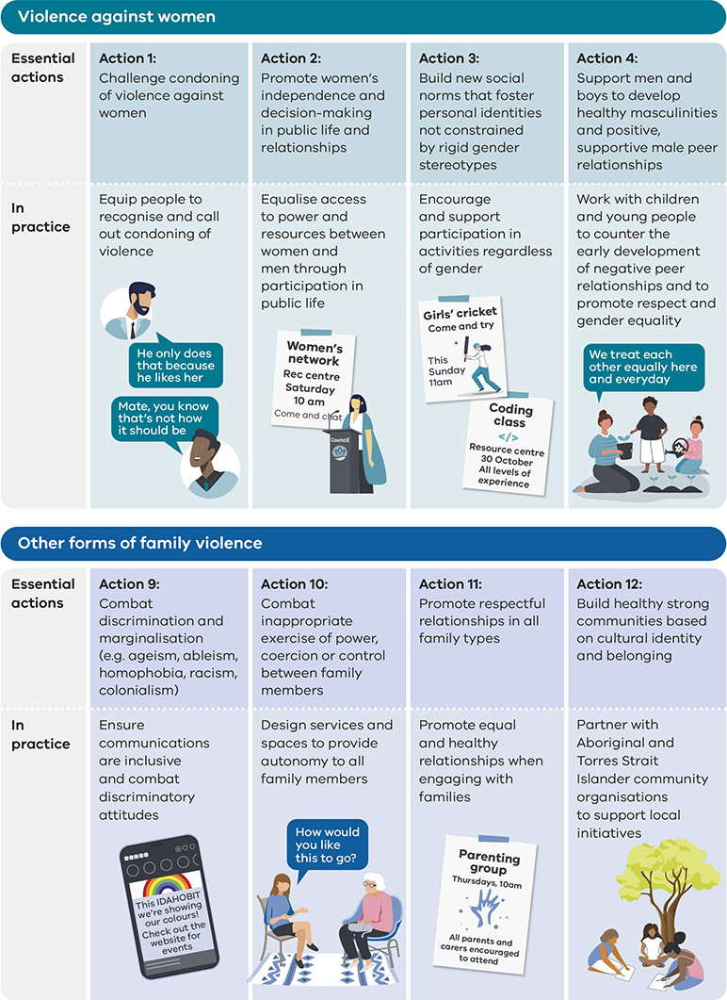 Violence against women
Essential
actions
Action 1:
Challenge condoning
of violence against
women
Action 2:
Promote women's
independence and
decision-making
in public life and
relationships
Action 3:
Build new social
norms that foster
personal identities
not constrained
by rigid gender
stereotypes
Action 4:
Support men and
boys to develop
healthy masculinities
and positive,
supportive male peer
relationships
In
practice
Equip people to
recognise and call
out condoning of
violence
He only does
that because
he likes her
Mate, you know
that's not how
it should be
Equalise access
to power and
resources between
women and
men through
participation in
public life
Women's
network
Rec centre
Saturday
10 am
Come and chat
Council
Encourage
and support
participation in
activities regardless
of gender
Girls' cricket
Come and try
This
Sunday
11am
Coding
class
</>
Resource centre
30 October
All levels of
experience
Work with children
and young people
to counter the
early development
of negative peer
relationships and to
promote respect and
gender equality
We treat each
other equally here
and everyday
Other forms of family violence
Essential
actions
Action 9:
Combat
discrimination and
marginalisation
(e.g. ageism, ableism,
homophobia, racism,
colonialism)
Action 10:
Combat
inappropriate
exercise of power,
coercion or control
between family
members
Action 11:
Promote respectful
relationships in all
family types
Action 12:
Build healthy strong
communities based
on cultural identity
and belonging
In
practice
Ensure
communications
are inclusive
and combat
discriminatory
attitudes
This IDAHOBIT
we're showing
our colours!
Check out the
website for
events
Design services and
spaces to provide
autonomy to all
family members
How would
you like
this to go?
Promote equal
and healthy
relationships when
engaging with
families
Parenting
group
Thursdays, 10am
All parents and
carers encouraged
to attend
Partner with
Aboriginal and
Torres Strait
Islander community
organisations
to support local
initiatives